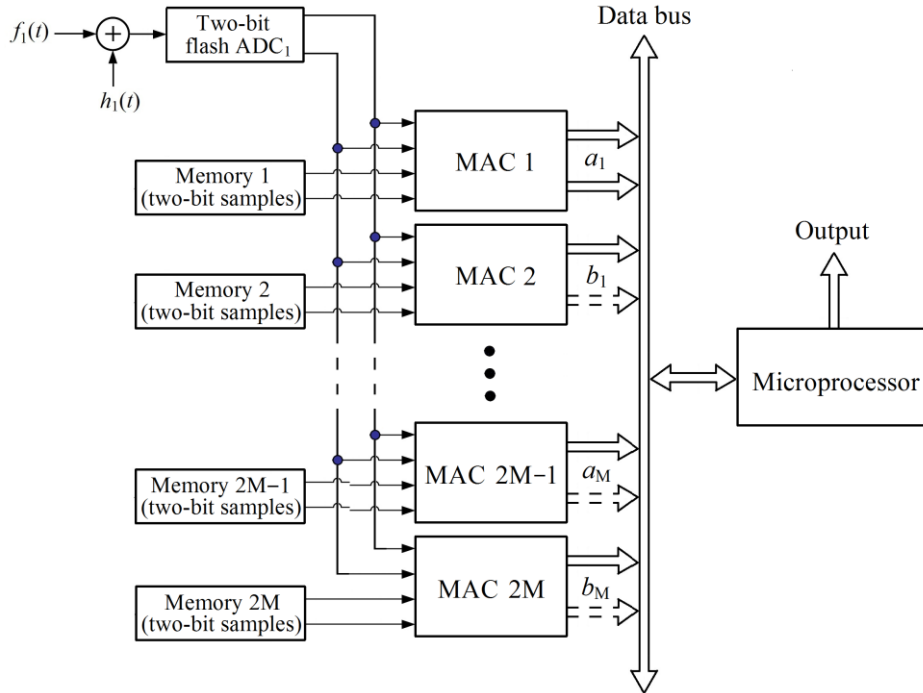 f₁(t)
+
h₁(t)
Two-bit
flash ADC₁
Data bus
Memory 1
(two-bit samples)
MAC 1
a₁
Memory 2
(two-bit samples)
MAC 2
b₁
Output
Microprocessor
Memory 2M−1
(two-bit samples)
MAC 2M−1
a_M
Memory 2M
(two-bit samples)
MAC 2M
b_M